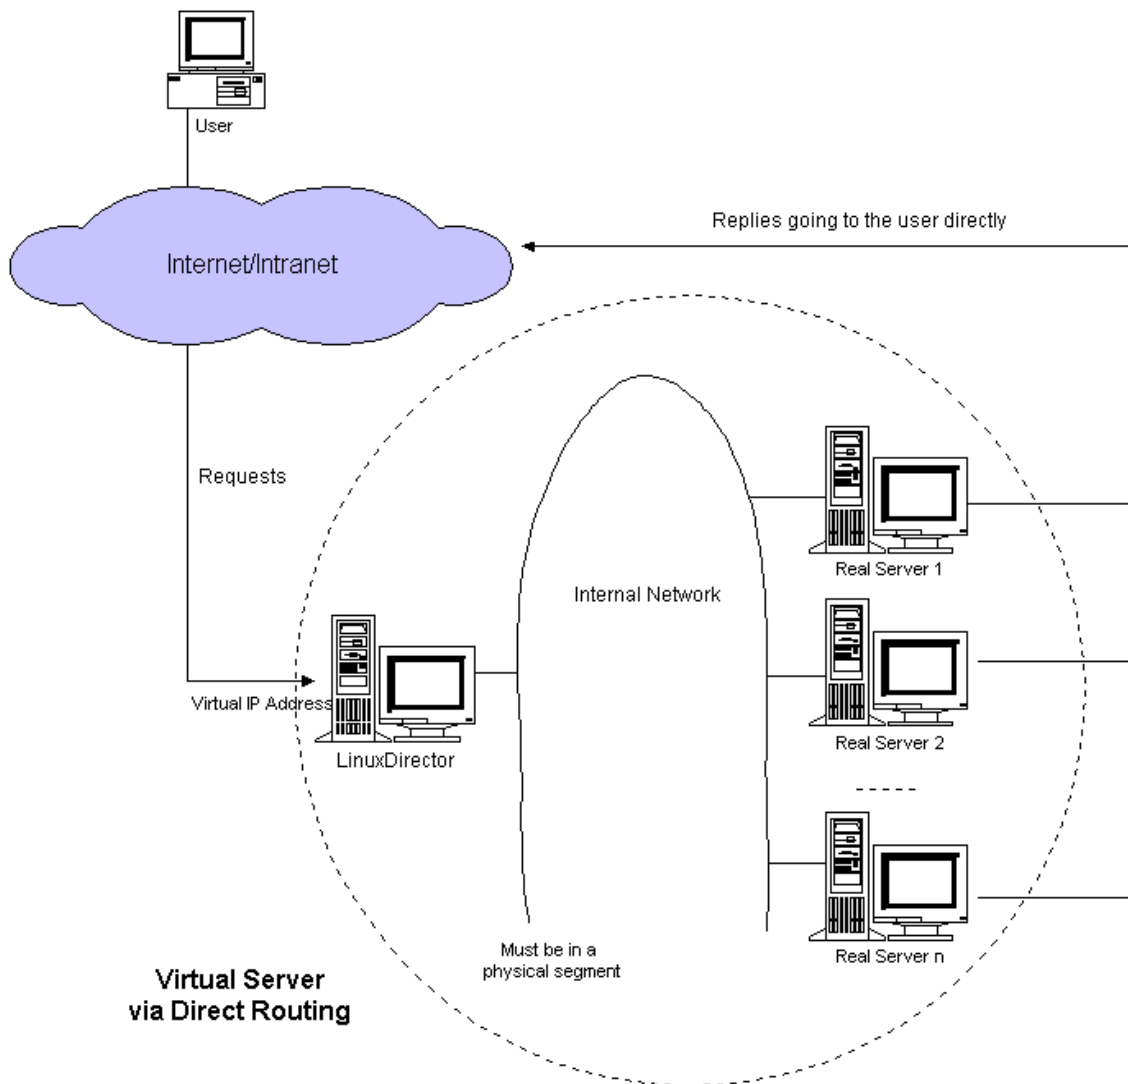 User
Replies going to the user directly
Internet/Intranet
Requests
Real Server 1
Internal Network
Virtual IP Address
LinuxDirector
Real Server 2
Must be in a
physical segment
Real Server n
Virtual Server
via Direct Routing